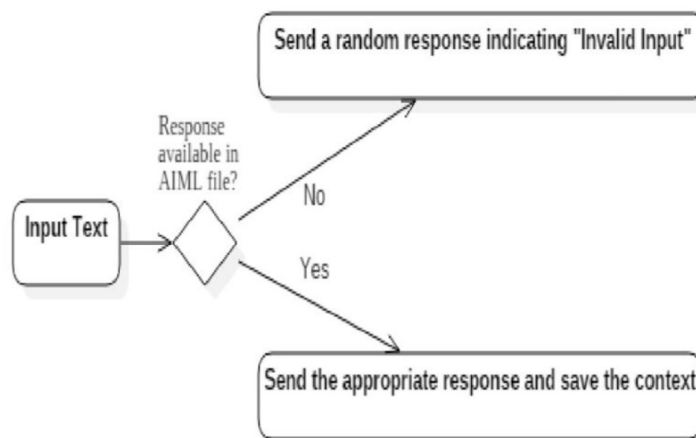 Send a random response indicating "Invalid Input"
Response
available in
AIML file?
No
Input Text
Yes
Send the appropriate response and save the context